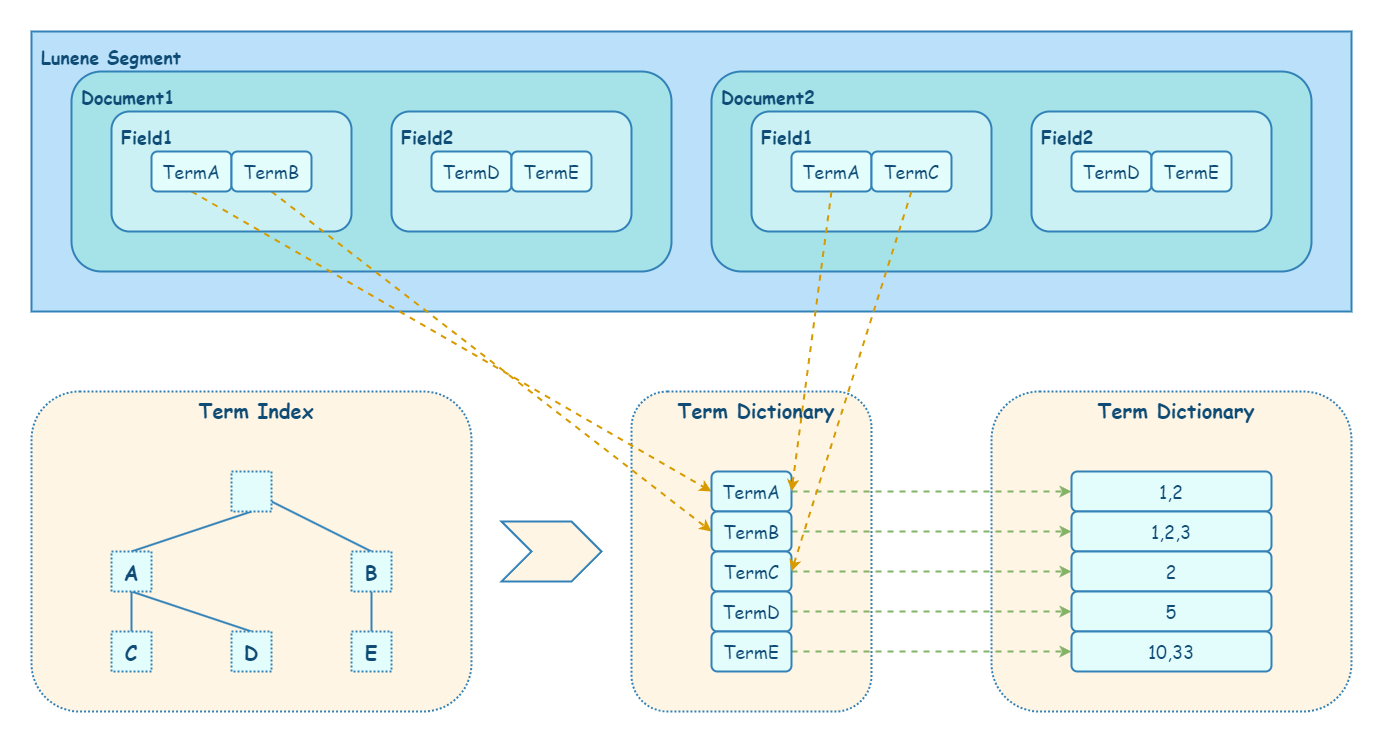 Lunene Segment
Document1
Field1
TermA TermB
Field2
TermD TermE
Document2
Field1
TermA TermC
Field2
TermD TermE
Term Index
A
B
C
D
E
Term Dictionary
TermA
TermB
TermC
TermD
TermE
Term Dictionary
1,2
1,2,3
2
5
10,33